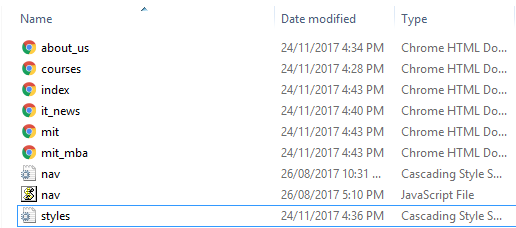 Name Date modified Type
about_us 24/11/2017 4:34 PM Chrome HTML Do...
courses 24/11/2017 4:28 PM Chrome HTML Do...
index 24/11/2017 4:43 PM Chrome HTML Do...
it_news 24/11/2017 4:40 PM Chrome HTML Do...
mit 24/11/2017 4:43 PM Chrome HTML Do...
mit_mba 24/11/2017 4:43 PM Chrome HTML Do...
nav 26/08/2017 10:31 ... Cascading Style S...
nav 26/08/2017 5:10 PM JavaScript File
styles 24/11/2017 4:36 PM Cascading Style S...